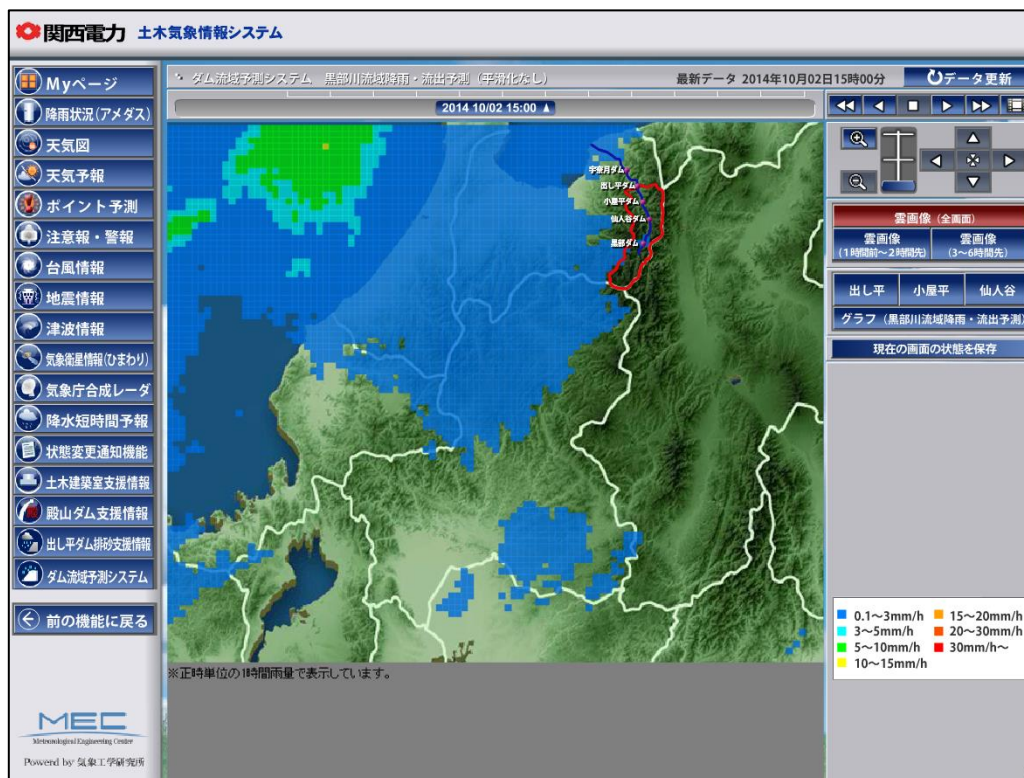 関西電力 土木気象情報システム
Myページ
降雨状況(アメダス)
天気図
天気予報
ポイント予測
注意報・警報
台風情報
地震情報
津波情報
気象衛星情報(ひまわり)
気象庁合成レーダ
降水短時間予報
状態変更通知機能
土木建築室支援情報
殿山ダム支援情報
出し平ダム排砂支援情報
ダム流域予測システム
前の機能に戻る
MEC
Meteorological Engineering Center
Powerd by 気象工学研究所
ダム流域予測システム 黒部川流域降雨・流出予測(平滑化なし)
最新データ 2014年10月02日15時00分
データ更新
2014 10/02 15:00 ▲
宇奈月ダム
出し平ダム
小屋平ダム
仙人谷ダム
黒部ダム
※正時単位の1時間雨量で表示しています。
雲画像(全画面)
雲画像
(1時間前~2時間先)
雲画像
(3~6時間先)
出し平 小屋平 仙人谷
グラフ(黒部川流域降雨・流出予測)
現在の画面の状態を保存
0.1~3mm/h 15~20mm/h
3~5mm/h 20~30mm/h
5~10mm/h 30mm/h~
10~15mm/h